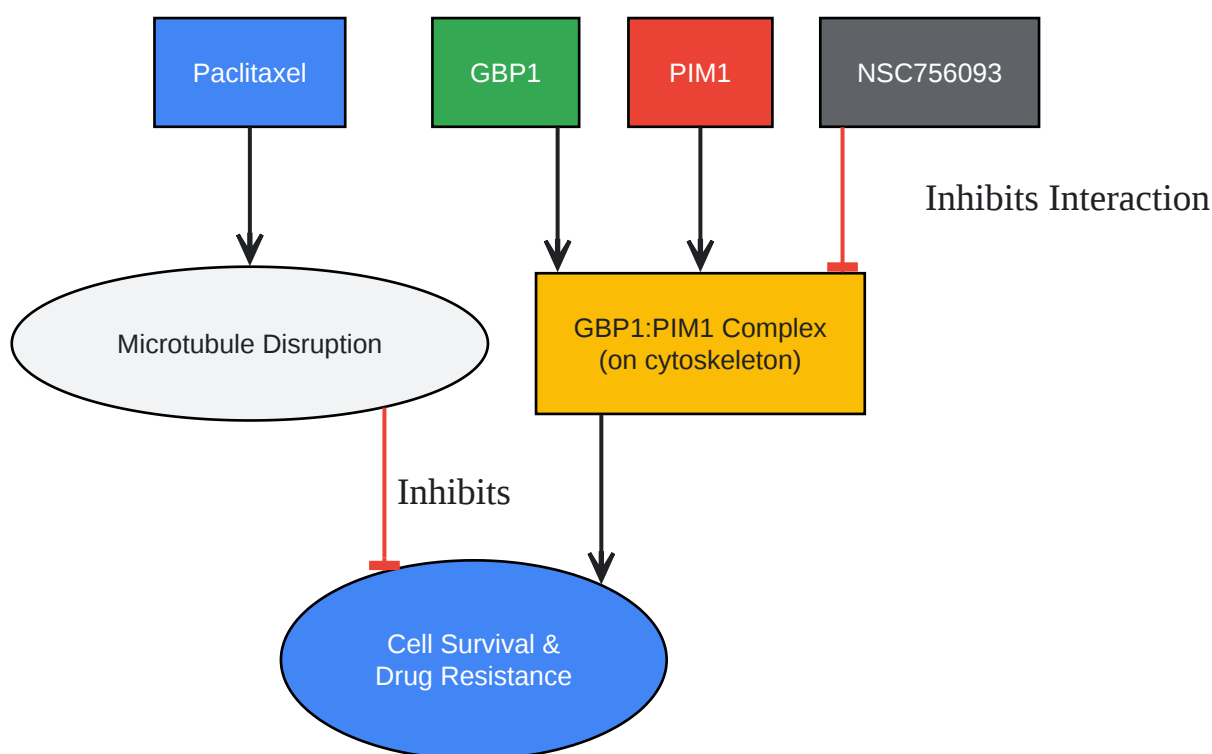 Paclitaxel
GBP1
PIM1
NSC756093
Inhibits Interaction
Microtubule Disruption
GBP1:PIM1 Complex
(on cytoskeleton)
Inhibits
Cell Survival &
Drug Resistance